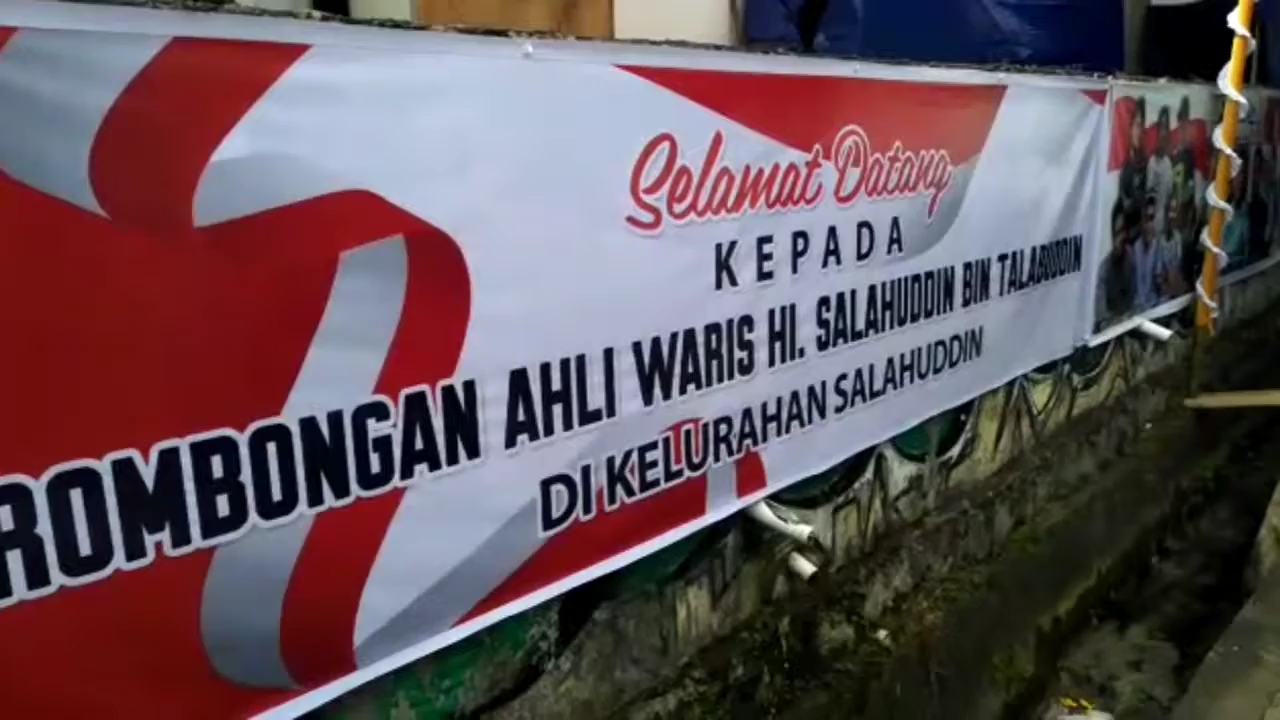 Selamat Datang
KEPADA
ROMBONGAN AHLI WARIS HI. SALAHUDDIN BIN TALABUDDIN
DI KELURAHAN SALAHUDDIN